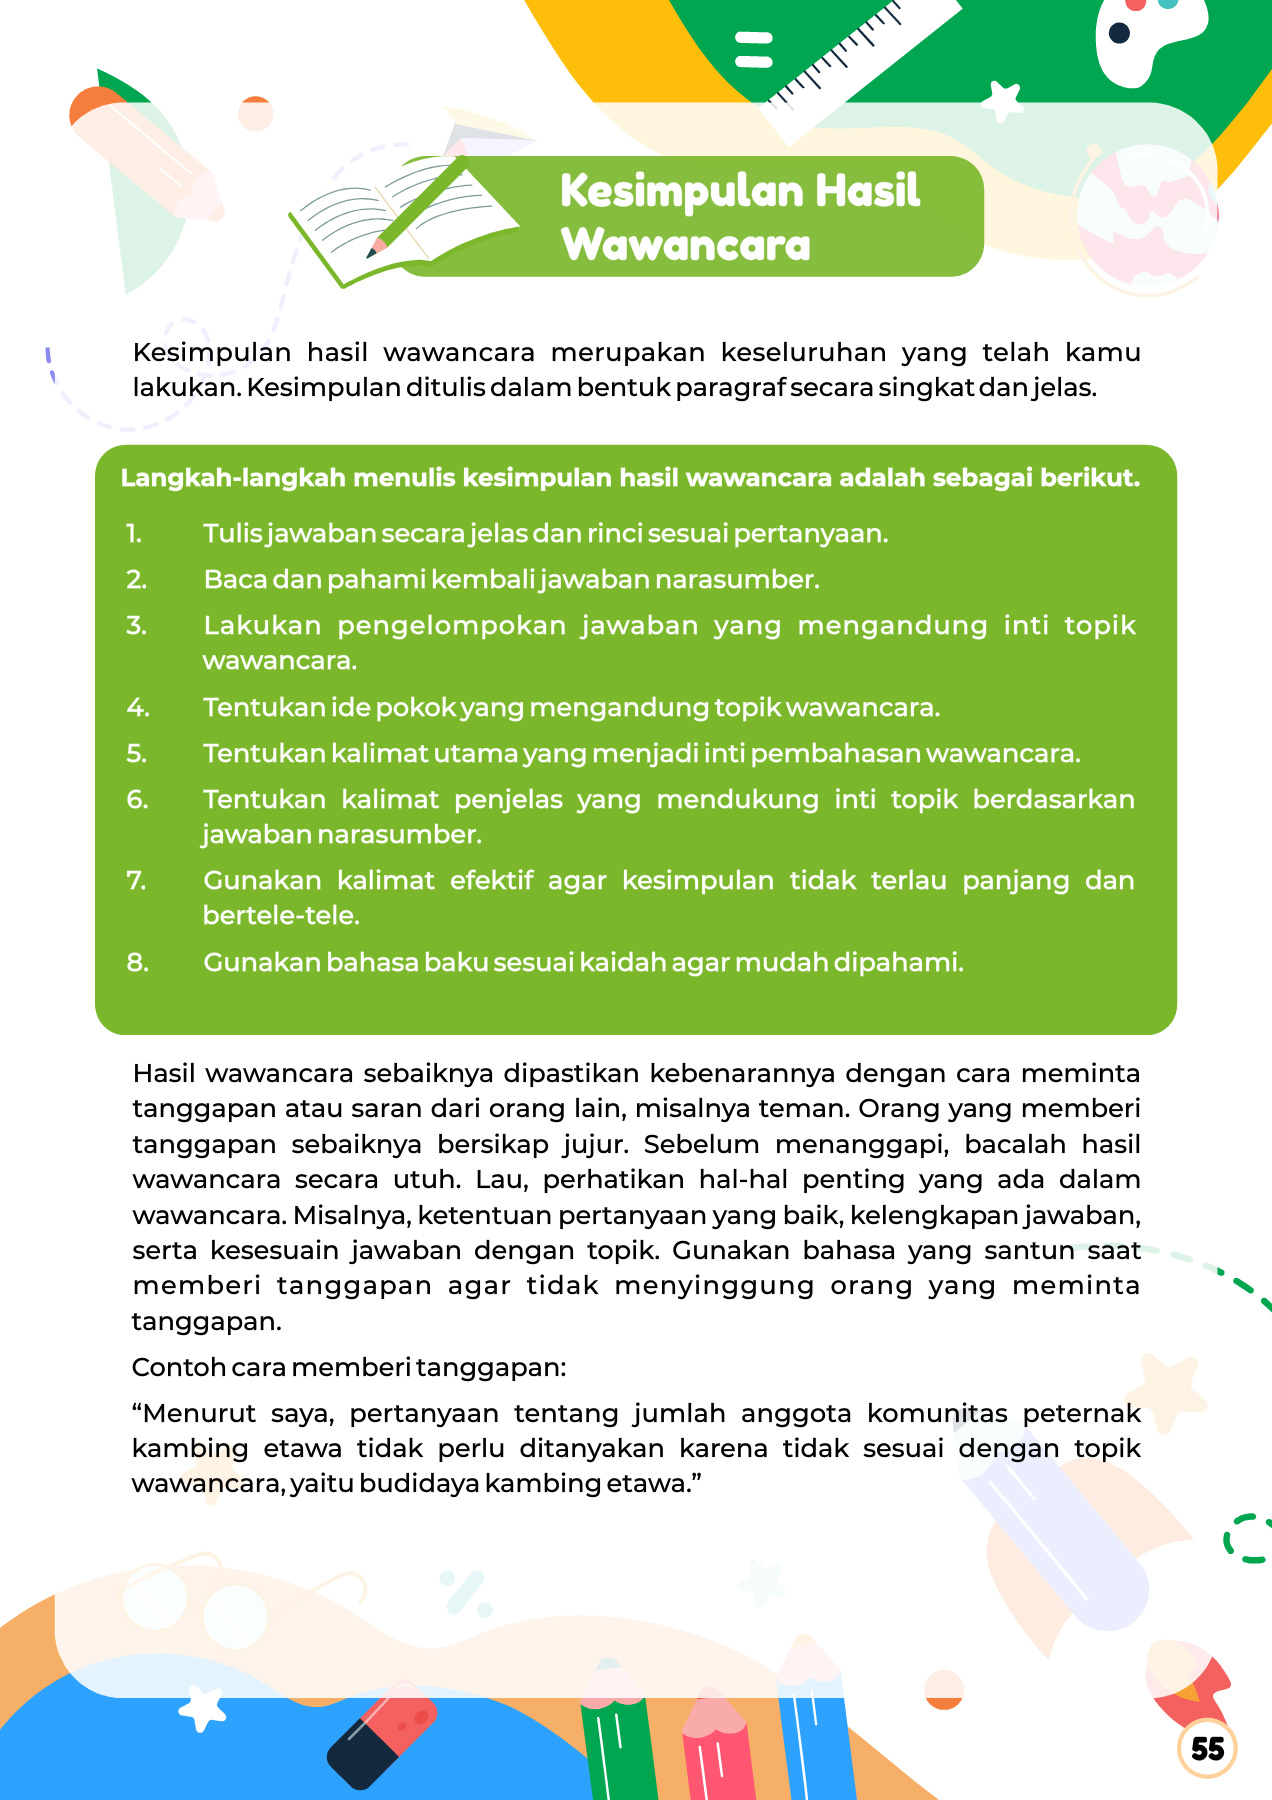 Kesimpulan Hasil
Wawancara
Kesimpulan hasil wawancara merupakan keseluruhan yang telah kamu
lakukan. Kesimpulan ditulis dalam bentuk paragraf secara singkat dan jelas.
Langkah-langkah menulis kesimpulan hasil wawancara adalah sebagai berikut.
1. Tulis jawaban secara jelas dan rinci sesuai pertanyaan.
2. Baca dan pahami kembali jawaban narasumber.
3. Lakukan pengelompokan jawaban yang mengandung inti topik
wawancara.
4. Tentukan ide pokok yang mengandung topik wawancara.
5. Tentukan kalimat utama yang menjadi inti pembahasan wawancara.
6. Tentukan kalimat penjelas yang mendukung inti topik berdasarkan
jawaban narasumber.
7. Gunakan kalimat efektif agar kesimpulan tidak terlau panjang dan
bertele-tele.
8. Gunakan bahasa baku sesuai kaidah agar mudah dipahami.
Hasil wawancara sebaiknya dipastikan kebenarannya dengan cara meminta
tanggapan atau saran dari orang lain, misalnya teman. Orang yang memberi
tanggapan sebaiknya bersikap jujur. Sebelum menanggapi, bacalah hasil
wawancara secara utuh. Lau, perhatikan hal-hal penting yang ada dalam
wawancara. Misalnya, ketentuan pertanyaan yang baik, kelengkapan jawaban,
serta kesesuain jawaban dengan topik. Gunakan bahasa yang santun saat
memberi tanggapan agar tidak menyinggung orang yang meminta
tanggapan.
Contoh cara memberi tanggapan:
“Menurut saya, pertanyaan tentang jumlah anggota komunitas peternak
kambing etawa tidak perlu ditanyakan karena tidak sesuai dengan topik
wawancara, yaitu budidaya kambing etawa.”
55